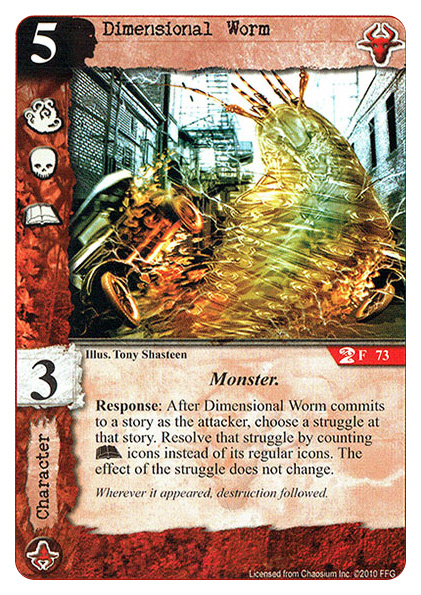 5
Dimensional Worm
Illus. Tony Shasteen
F 73
3
Character
Monster.
Response: After Dimensional Worm commits
to a story as the attacker, choose a struggle at
that story. Resolve that struggle by counting
icons instead of its regular icons. The
effect of the struggle does not change.
Wherever it appeared, destruction followed.
Licensed from Chaosium Inc. ©2010 FFG